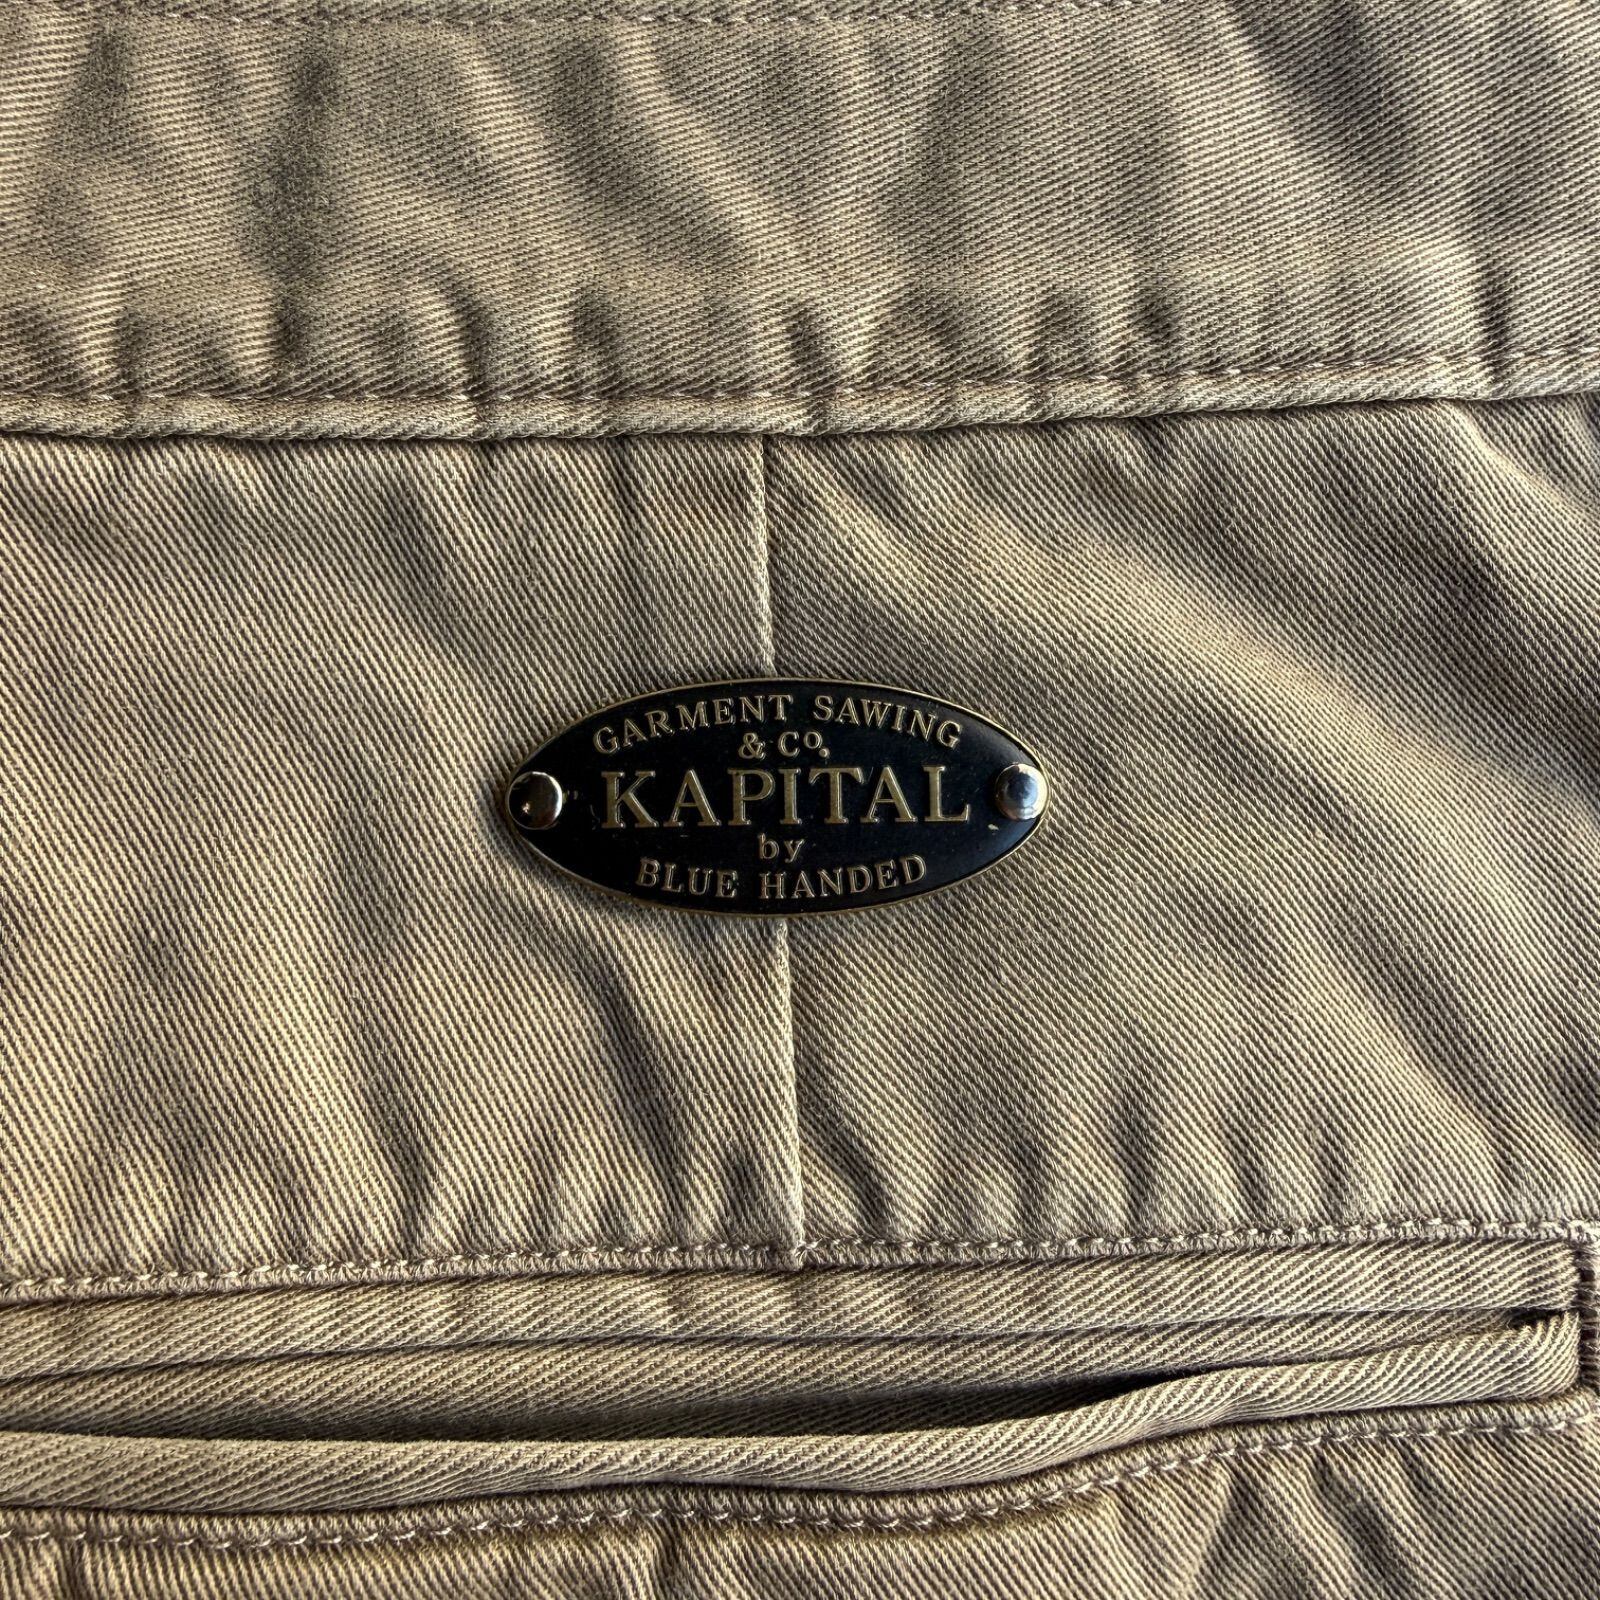 GARMENT SAWING
& Cº.
KAPITAL
by
BLUE HANDED